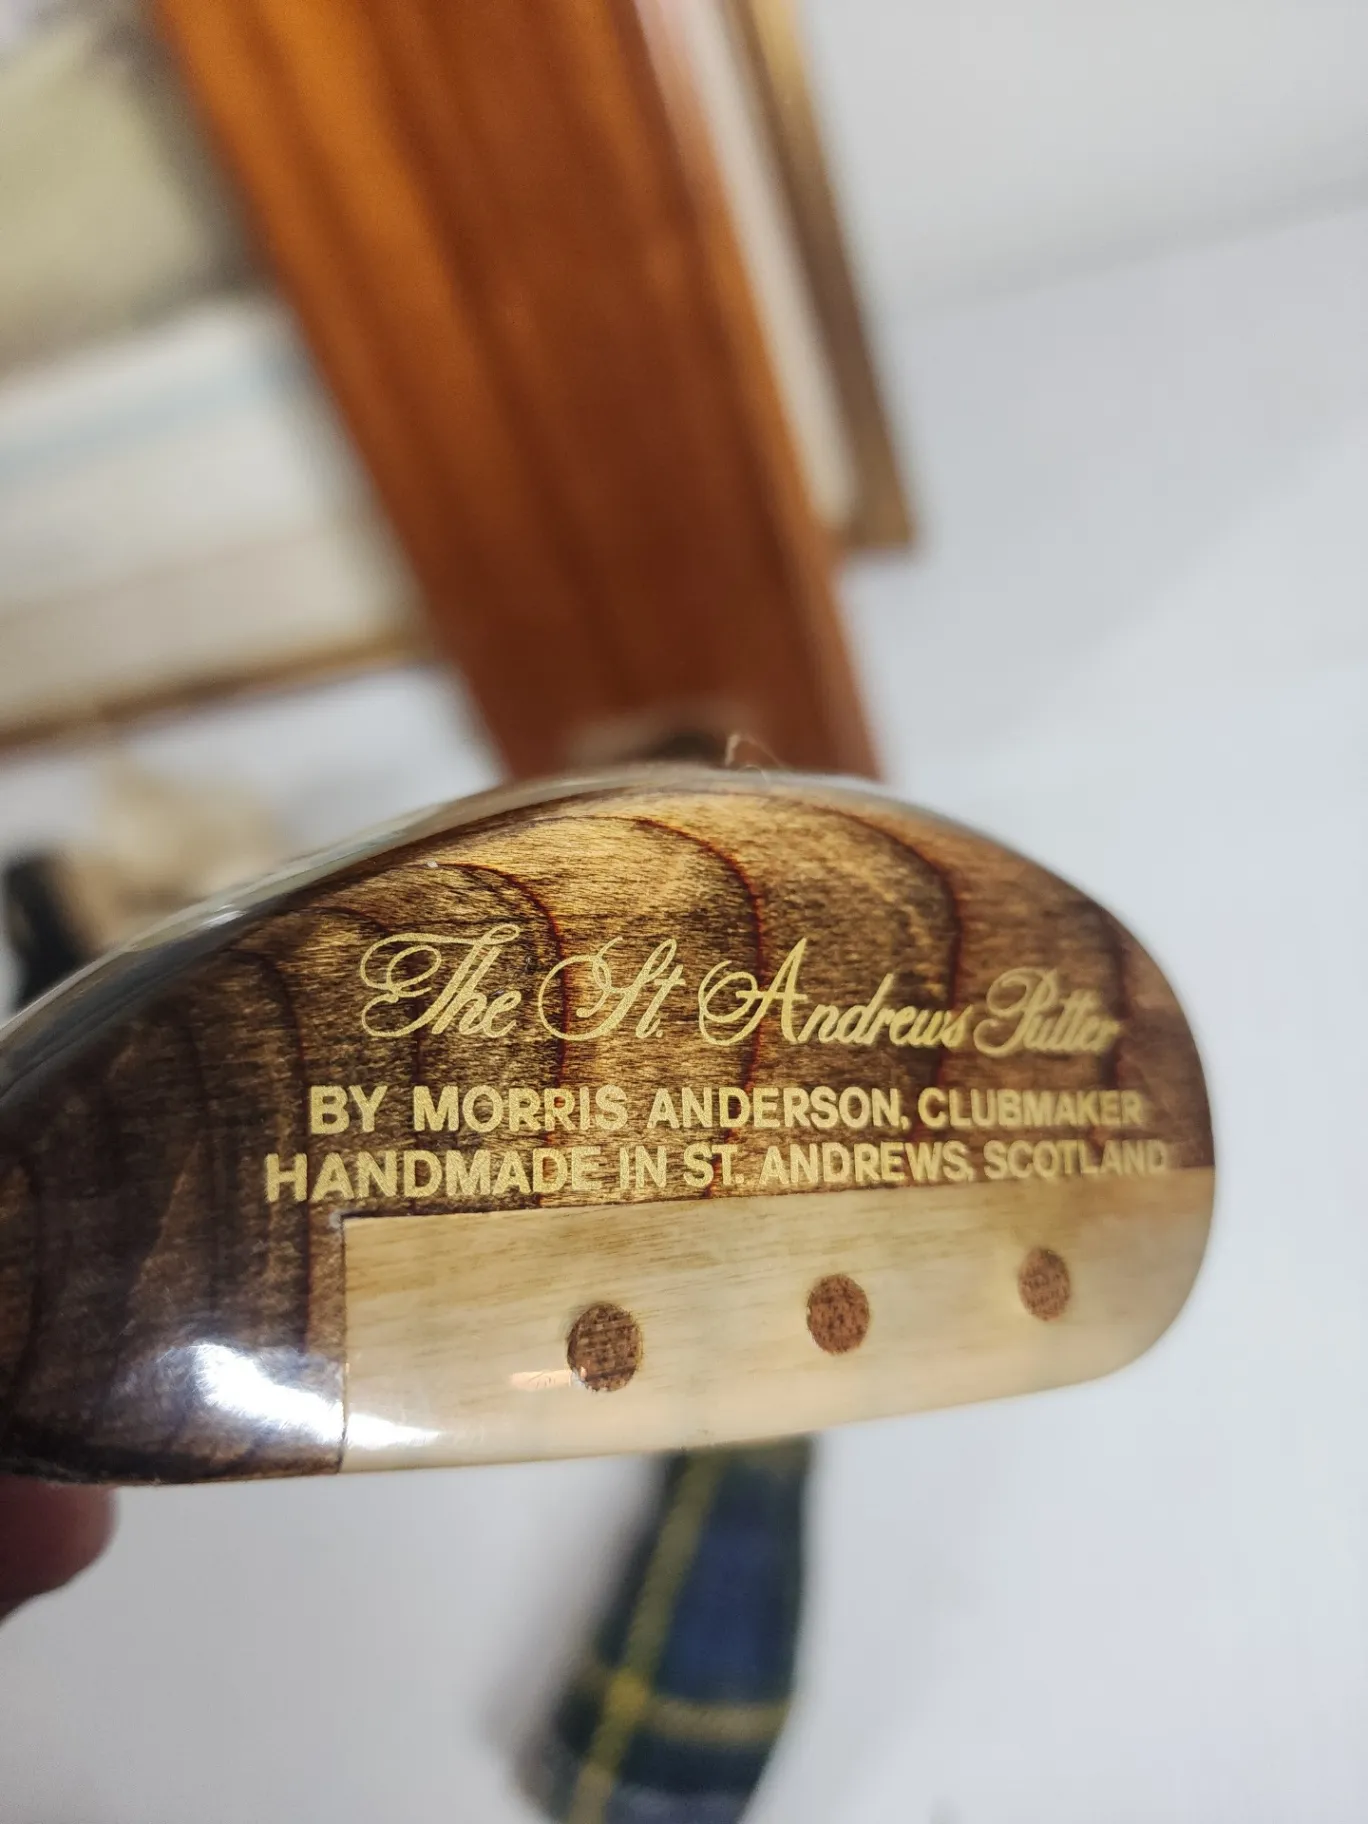 The St. Andrews Putter
BY MORRIS ANDERSON, CLUBMAKER
HANDMADE IN ST. ANDREWS, SCOTLAND